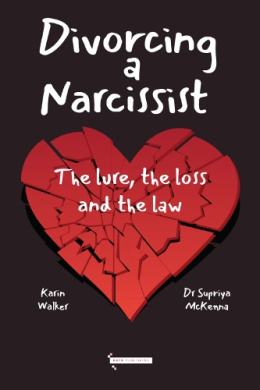 Divorcing
a
Narcissist
The lure, the loss
and the law
Karin
Walker
Dr Supriya
McKenna